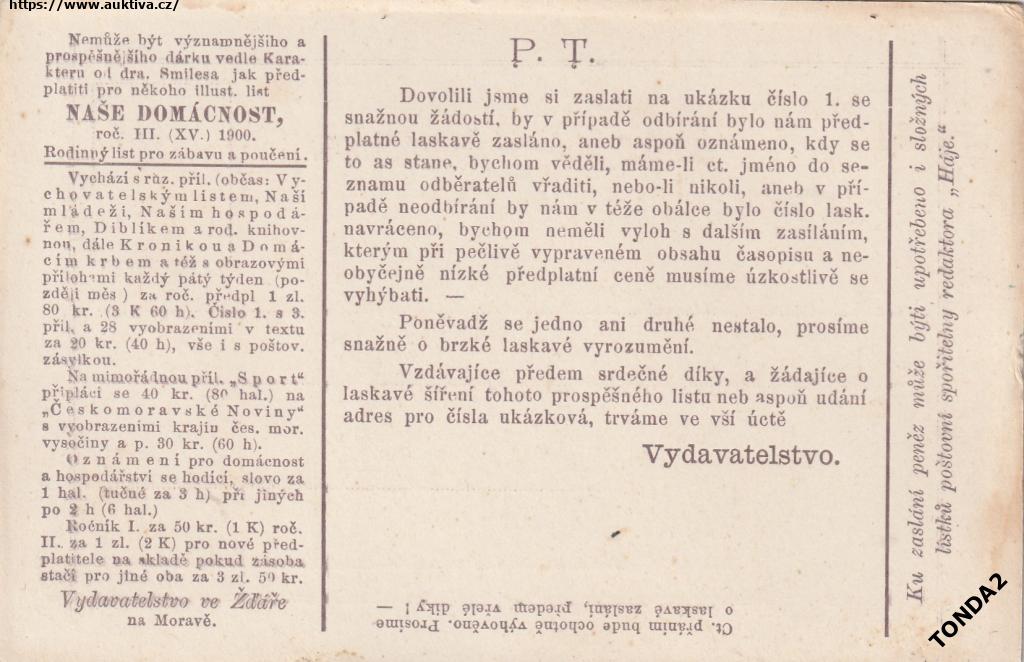 https://www.auktiva.cz/
Nemůže být významnějšího a
prospěšnějšího dárku vedle Kara-
kteru od dra. Smilesa jak před-
platiti pro někoho illust. list
NAŠE DOMÁCNOST,
roč. III. (XV.) 1900.
Rodinný list pro zábavu a poučení.
Vychází s růz. příl. (občas: Vy-
chovatelským listem, Naší
mládeží, Naším hospodá-
řem, Diblíkem a rod. knihov-
nou, dále Kronikou a Domá-
cím krbem a též s obrazovými
přílohami každý pátý týden (po-
zději měs) za roč. předpl 1 zl.
80 kr. (3 K 60 h). Číslo 1. s 3.
příl. a 28 vyobrazeními v textu
za 20 kr. (40 h), vše i s poštov.
zásylkou.
Na mimořádnou příl. „Sport"
připlácí se 40 kr. (80 hal.) na
„Českomoravské Noviny"
s vyobrazeními krajin čes. mor.
vysočiny a p. 30 kr. (60 h).
Oznámení pro domácnost
a hospodářství se hodící, slovo za
1 hal. (tučné za 3 h) při jiných
po 2 h (6 hal.)
Ročník I. za 50 kr. (1 K) roč.
II. za 1 zl. (2 K) pro nové před-
platitele na skladě pokud zásoba
stačí pro jiné oba za 3 zl. 50 kr.
Vydavatelstvo ve Žďáře
na Moravě.
P. T.
Dovolili jsme si zaslati na ukázku číslo 1. se
snažnou žádostí, by v případě odbírání bylo nám před-
platné laskavě zasláno, aneb aspoň oznámeno, kdy se
to as stane, bychom věděli, máme-li ct. jméno do se-
znamu odběratelů vřaditi, nebo-li nikoli, aneb v pří-
padě neodbírání by nám v téže obálce bylo číslo lask.
navráceno, bychom neměli vyloh s dalším zasíláním,
kterým při pečlivě vypraveném obsahu časopisu a ne-
obyčejně nízké předplatní ceně musíme úzkostlivě se
vyhýbati. —
Poněvadž se jedno ani druhé nestalo, prosíme
snažně o brzké laskavé vyrozumění.
Vzdávajíce předem srdečné díky, a žádajíce o
laskavé šíření tohoto prospěšného listu neb aspoň udání
adres pro čísla ukázková, trváme ve vší úctě
Vydavatelstvo.
Ct. přáním bude ochotně vyhověno. Prosíme
o laskavé zaslání, předem vřelé díky! —
Ku zaslání peněz může býti upotřebeno i složných
lístků poštovní spořitelny redaktora „Háje."
TONDA2